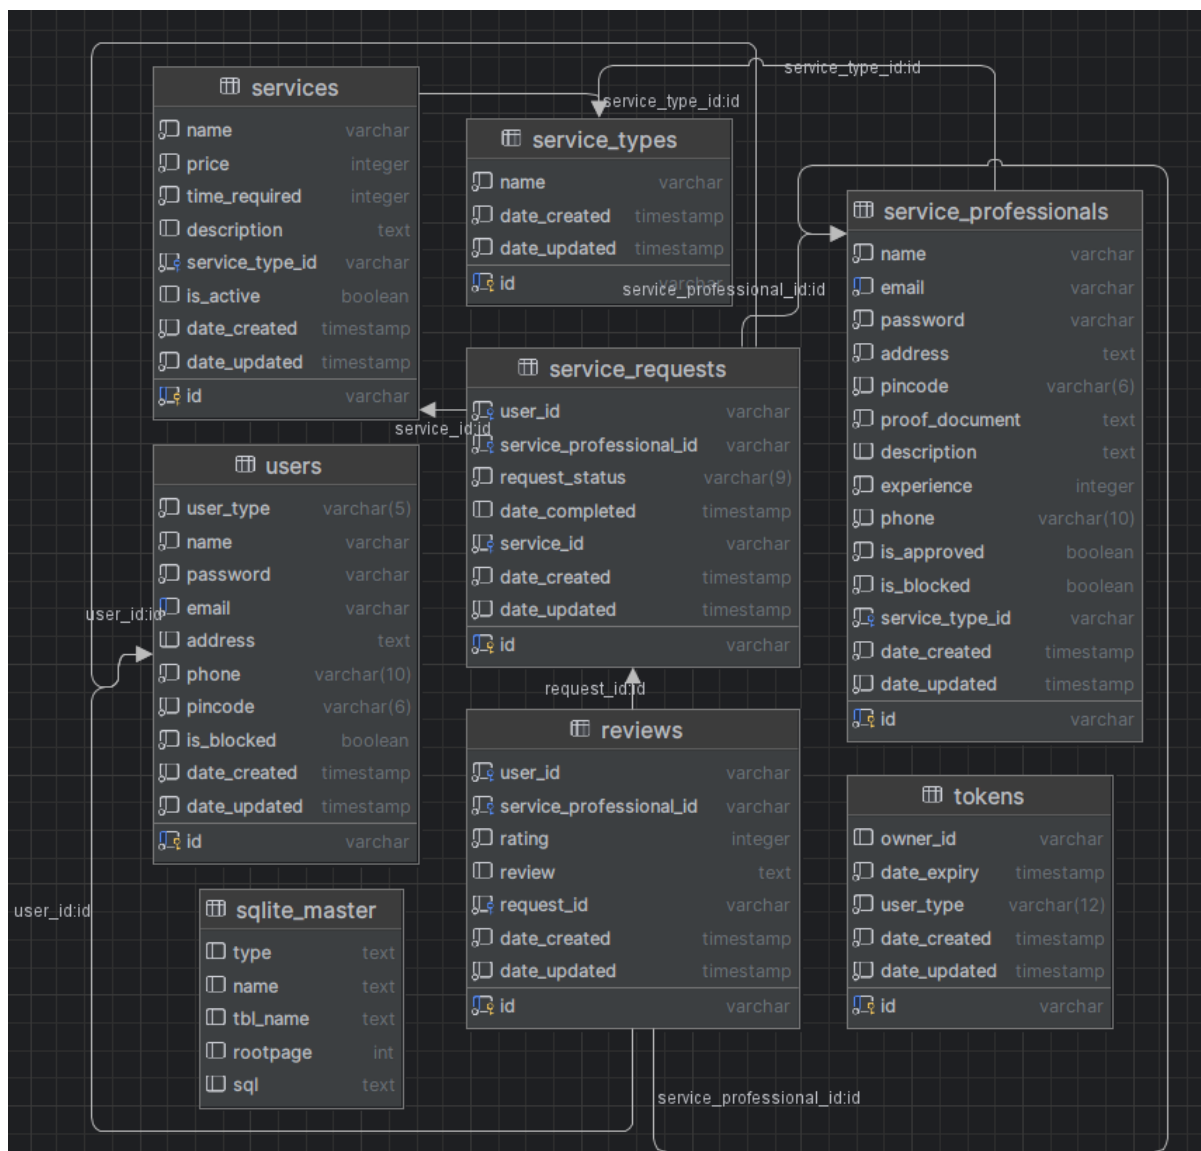 service_type_id:id
services
name varchar
price integer
time_required integer
description text
service_type_id varchar
is_active boolean
date_created timestamp
date_updated timestamp
id varchar
service_type_id:id
service_types
name varchar
date_created timestamp
date_updated timestamp
id varchar
service_professional_id:id
service_professionals
name varchar
email varchar
password varchar
address text
pincode varchar(6)
proof_document text
description text
experience integer
phone varchar(10)
is_approved boolean
is_blocked boolean
service_type_id varchar
date_created timestamp
date_updated timestamp
id varchar
service_requests
user_id varchar
service_professional_id varchar
request_status varchar(9)
date_completed timestamp
service_id varchar
date_created timestamp
date_updated timestamp
id varchar
service_id:id
users
user_type varchar(5)
name varchar
password varchar
email varchar
address text
phone varchar(10)
pincode varchar(6)
is_blocked boolean
date_created timestamp
date_updated timestamp
id varchar
user_id:id
request_id:id
reviews
user_id varchar
service_professional_id varchar
rating integer
review text
request_id varchar
date_created timestamp
date_updated timestamp
id varchar
tokens
owner_id varchar
date_expiry timestamp
user_type varchar(12)
date_created timestamp
date_updated timestamp
id varchar
user_id:id
sqlite_master
type text
name text
tbl_name text
rootpage int
sql text
service_professional_id:id